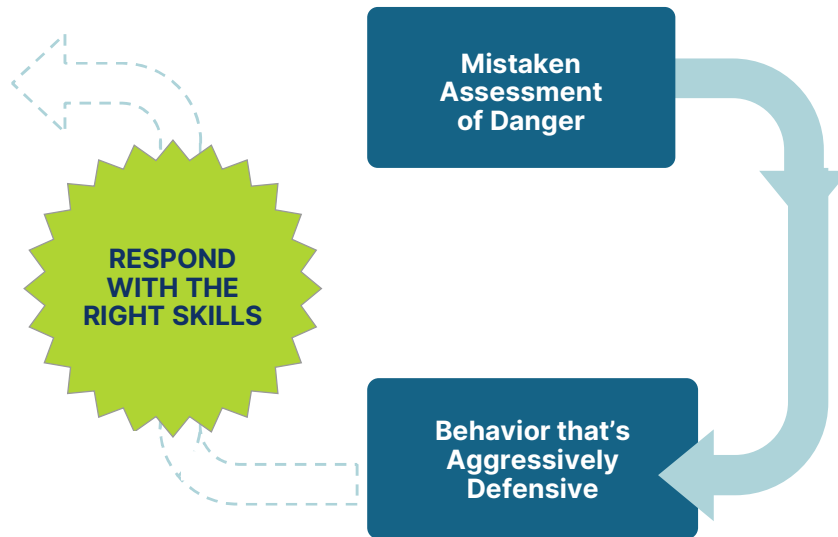 Mistaken
Assessment
of Danger
RESPOND
WITH THE
RIGHT SKILLS
Behavior that’s
Aggressively
Defensive